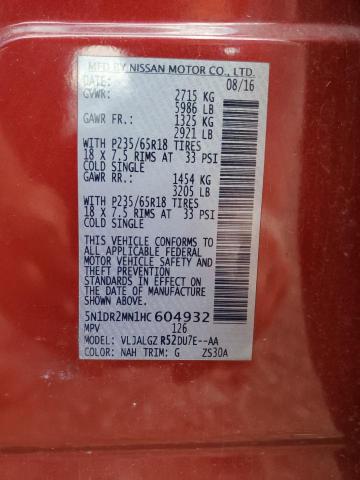 MFD BY NISSAN MOTOR CO., LTD.
DATE: 08/16
GVWR: 2715 KG
5986 LB
GAWR FR.: 1325 KG
2921 LB
WITH P235/65R18 TIRES
18 X 7.5 RIMS AT 33 PSI
COLD SINGLE
GAWR RR.: 1454 KG
3205 LB
WITH P235/65R18 TIRES
18 X 7.5 RIMS AT 33 PSI
COLD SINGLE
THIS VEHICLE CONFORMS TO
ALL APPLICABLE FEDERAL
MOTOR VEHICLE SAFETY AND
THEFT PREVENTION STANDARDS
IN EFFECT ON THE DATE OF
MANUFACTURE SHOWN ABOVE.
5N1DR2MN1HC 604932
MPV 126
MODEL: VLJALGZ R52DU7E--AA
COLOR: NAH TRIM: G ZS30A